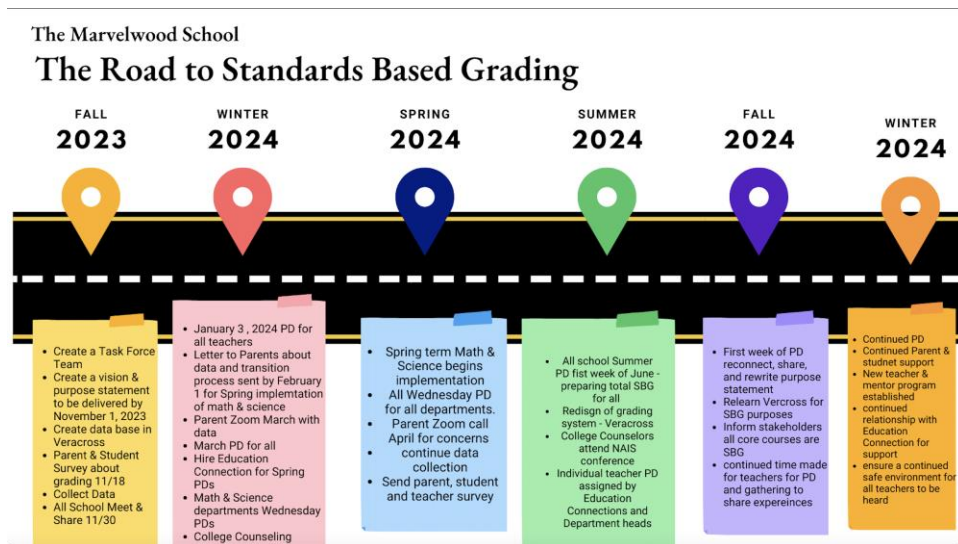 The Marvelwood School
The Road to Standards Based Grading
FALL
2023
WINTER
2024
SPRING
2024
SUMMER
2024
FALL
2024
WINTER
2024
• Create a Task Force
Team
• Create a vision &
purpose statement
to be delivered by
November 1, 2023
• Create data base in
Veracross
• Parent & Student
Survey about
grading 11/18
• Collect Data
• All School Meet &
Share 11/30
• January 3 , 2024 PD for
all teachers
• Letter to Parents about
data and transition
process sent by February
1 for Spring implemtation
of math & science
• Parent Zoom March with
data
• March PD for all
• Hire Education
Connection for Spring
PDs
• Math & Science
departments Wednesday
PDs
• College Counseling
• Spring term Math &
Science begins
implementation
• All Wednesday PD
for all departments.
• Parent Zoom call
April for concerns
• continue data
collection
• Send parent, student
and teacher survey
• All school Summer
PD fist week of June -
preparing total SBG
for all
• Redisgn of grading
system - Veracross
• College Counselors
attend NAIS
conference
• Individual teacher PD
assigned by
Education
Connections and
Department heads
• First week of PD
reconnect, share,
and rewrite purpose
statement
• Relearn Vercross for
SBG purposes
• Inform stakeholders
all core courses are
SBG
• continued time made
for teachers for PD
and gathering to
share expereinces
• Continued PD
• Continued Parent &
studnet support
• New teacher &
mentor program
established
• continued
relationship with
Education
Connection for
support
• ensure a continued
safe environment for
all teachers to be
heard